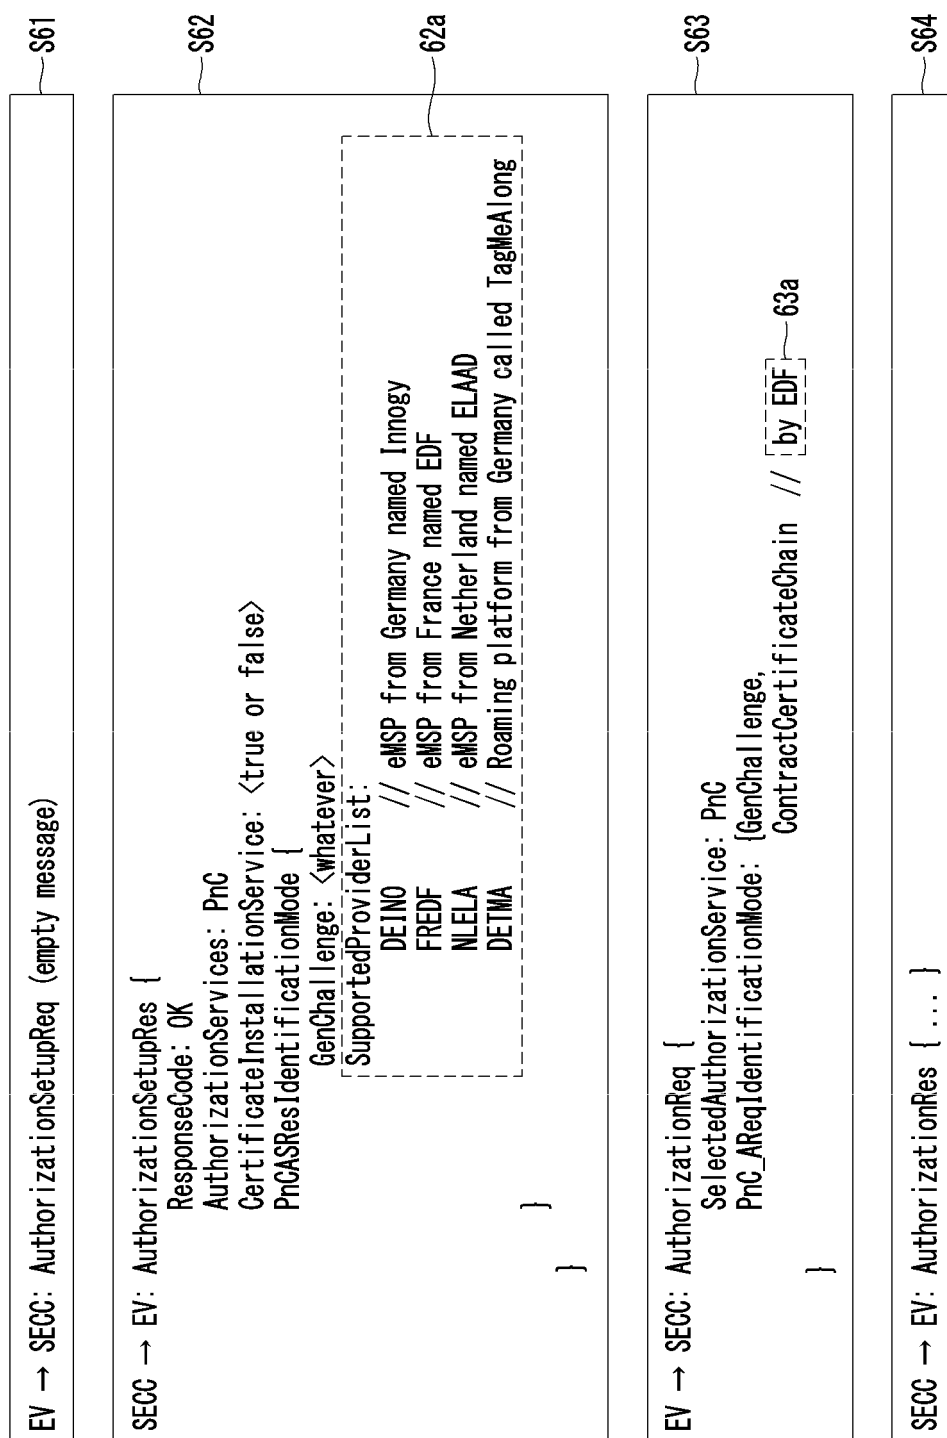 EV → SECC: AuthorizationSetupReq (empty message)
S61
SECC → EV: AuthorizationSetupRes {
S62
ResponseCode: OK
AuthorizationServices: PnC
CertificateInstallationService: <true or false>
PnCASResIdentificationMode {
GenChallenge: <whatever>
SupportedProviderList:
DEINO // eMSP from Germany named Innogy
FREDF // eMSP from France named EDF
62a
NLELA // eMSP from Netherland named ELAAD
DETMA // Roaming platform from Germany called TagMeAlong
}
}
EV → SECC: AuthorizationReq {
S63
SelectedAuthorizationService: PnC
PnC_AReqIdentificationMode: {GenChallenge,
ContractCertificateChain // by EDF
63a
}
SECC → EV: AuthorizationRes { ... }
S64